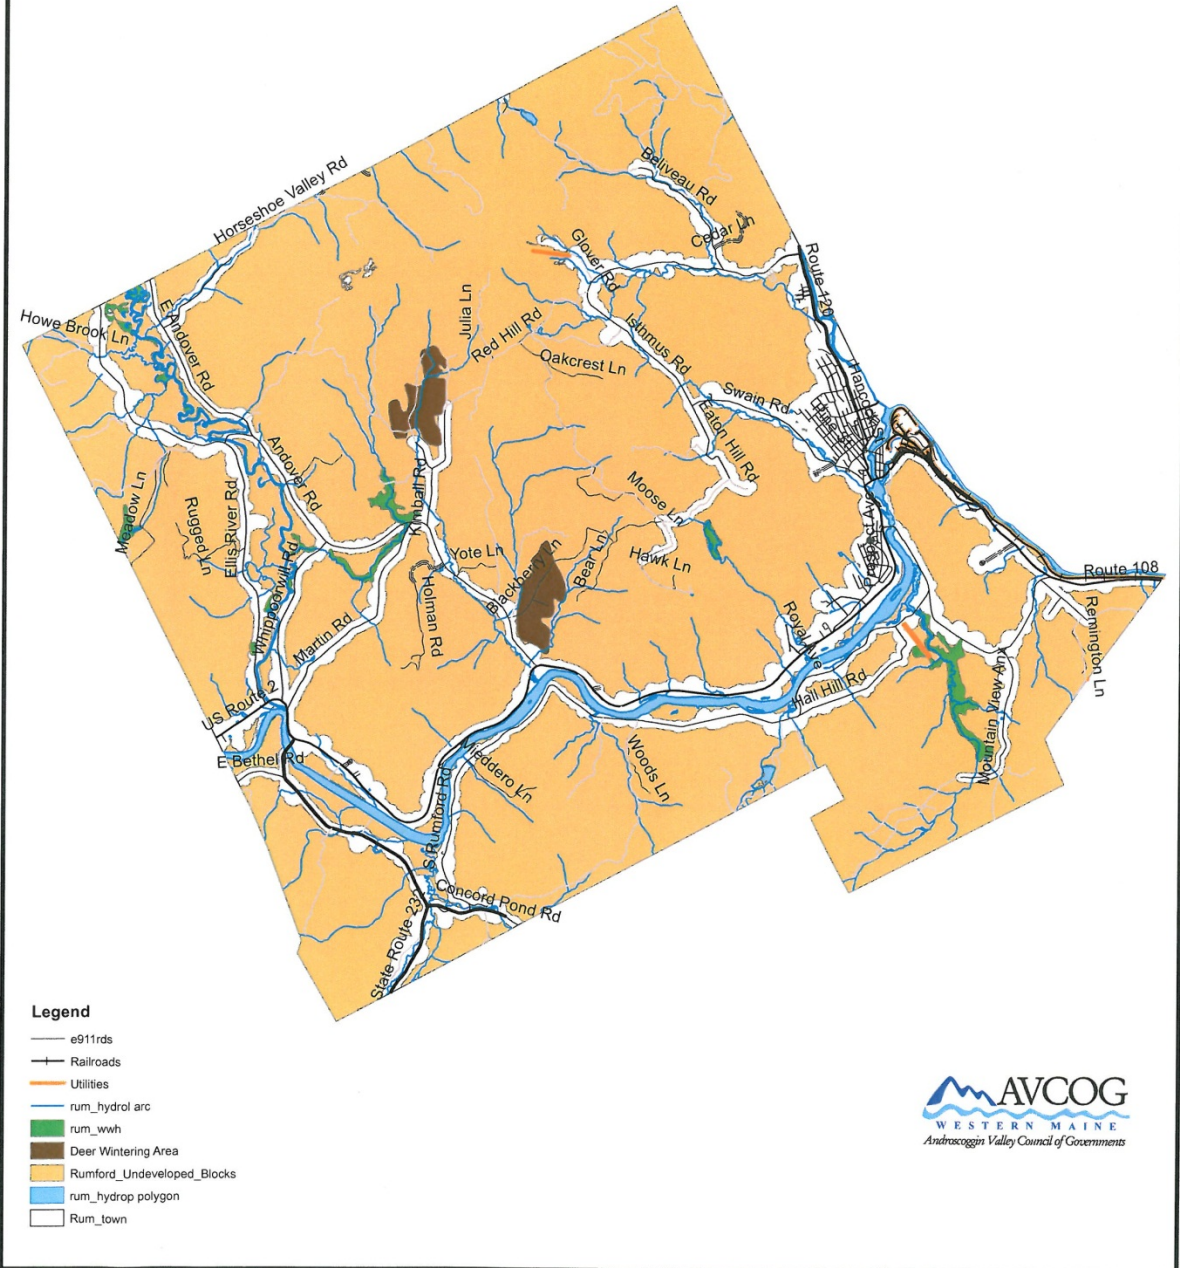 Beliveau Rd
Horseshoe Valley Rd
Cedar Ln
Glover Rd
Route 120
Howe Brook Ln
E Andover Rd
Julia Ln
Red Hill Rd
Isthmus Rd
Oakcrest Ln
Swain Rd
Hancock
Eaton Hill Rd
Andover Rd
Meadow Ln
Rugged Ln
Ellis River Rd
Kimball Rd
Moose Ln
Prospect Ave
Yote Ln
Blackberry Ln
Bear Ln
Hawk Ln
Route 108
Whippoorwill Rd
Holman Rd
Martin Rd
Royal Ave
Remington Ln
US Route 2
Hall Hill Rd
Mountain View Anx
E Bethel Rd
Mieddero Ln
Woods Ln
S Rumford Rd
Concord Pond Rd
State Route 232
Legend
e911rds
Railroads
Utilities
rum_hydrol arc
rum_wwh
Deer Wintering Area
Rumford_Undeveloped_Blocks
rum_hydrop polygon
Rum_town
AVCOG
WESTERN MAINE
Androscoggin Valley Council of Governments